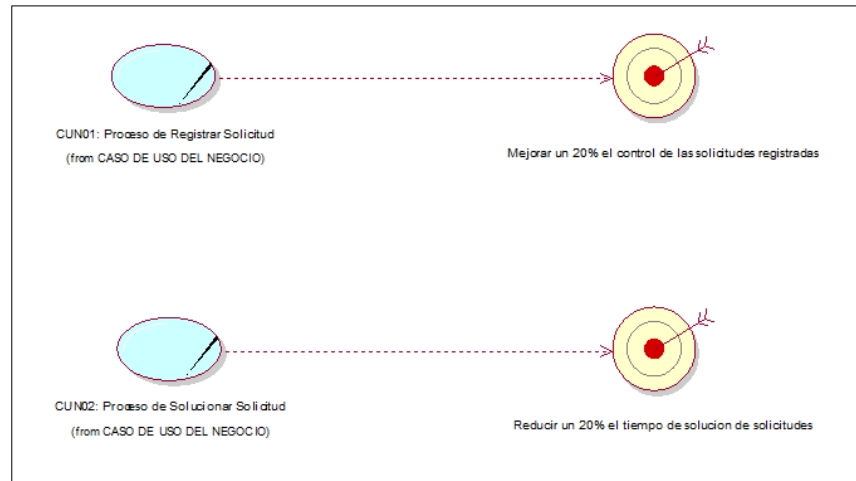 CUN01: Proceso de Registrar Solicitud
(from CASO DE USO DEL NEGOCIO)
Mejorar un 20% el control de las solicitudes registradas
CUN02: Proceso de Solucionar Solicitud
(from CASO DE USO DEL NEGOCIO)
Reducir un 20% el tiempo de solucion de solicitudes